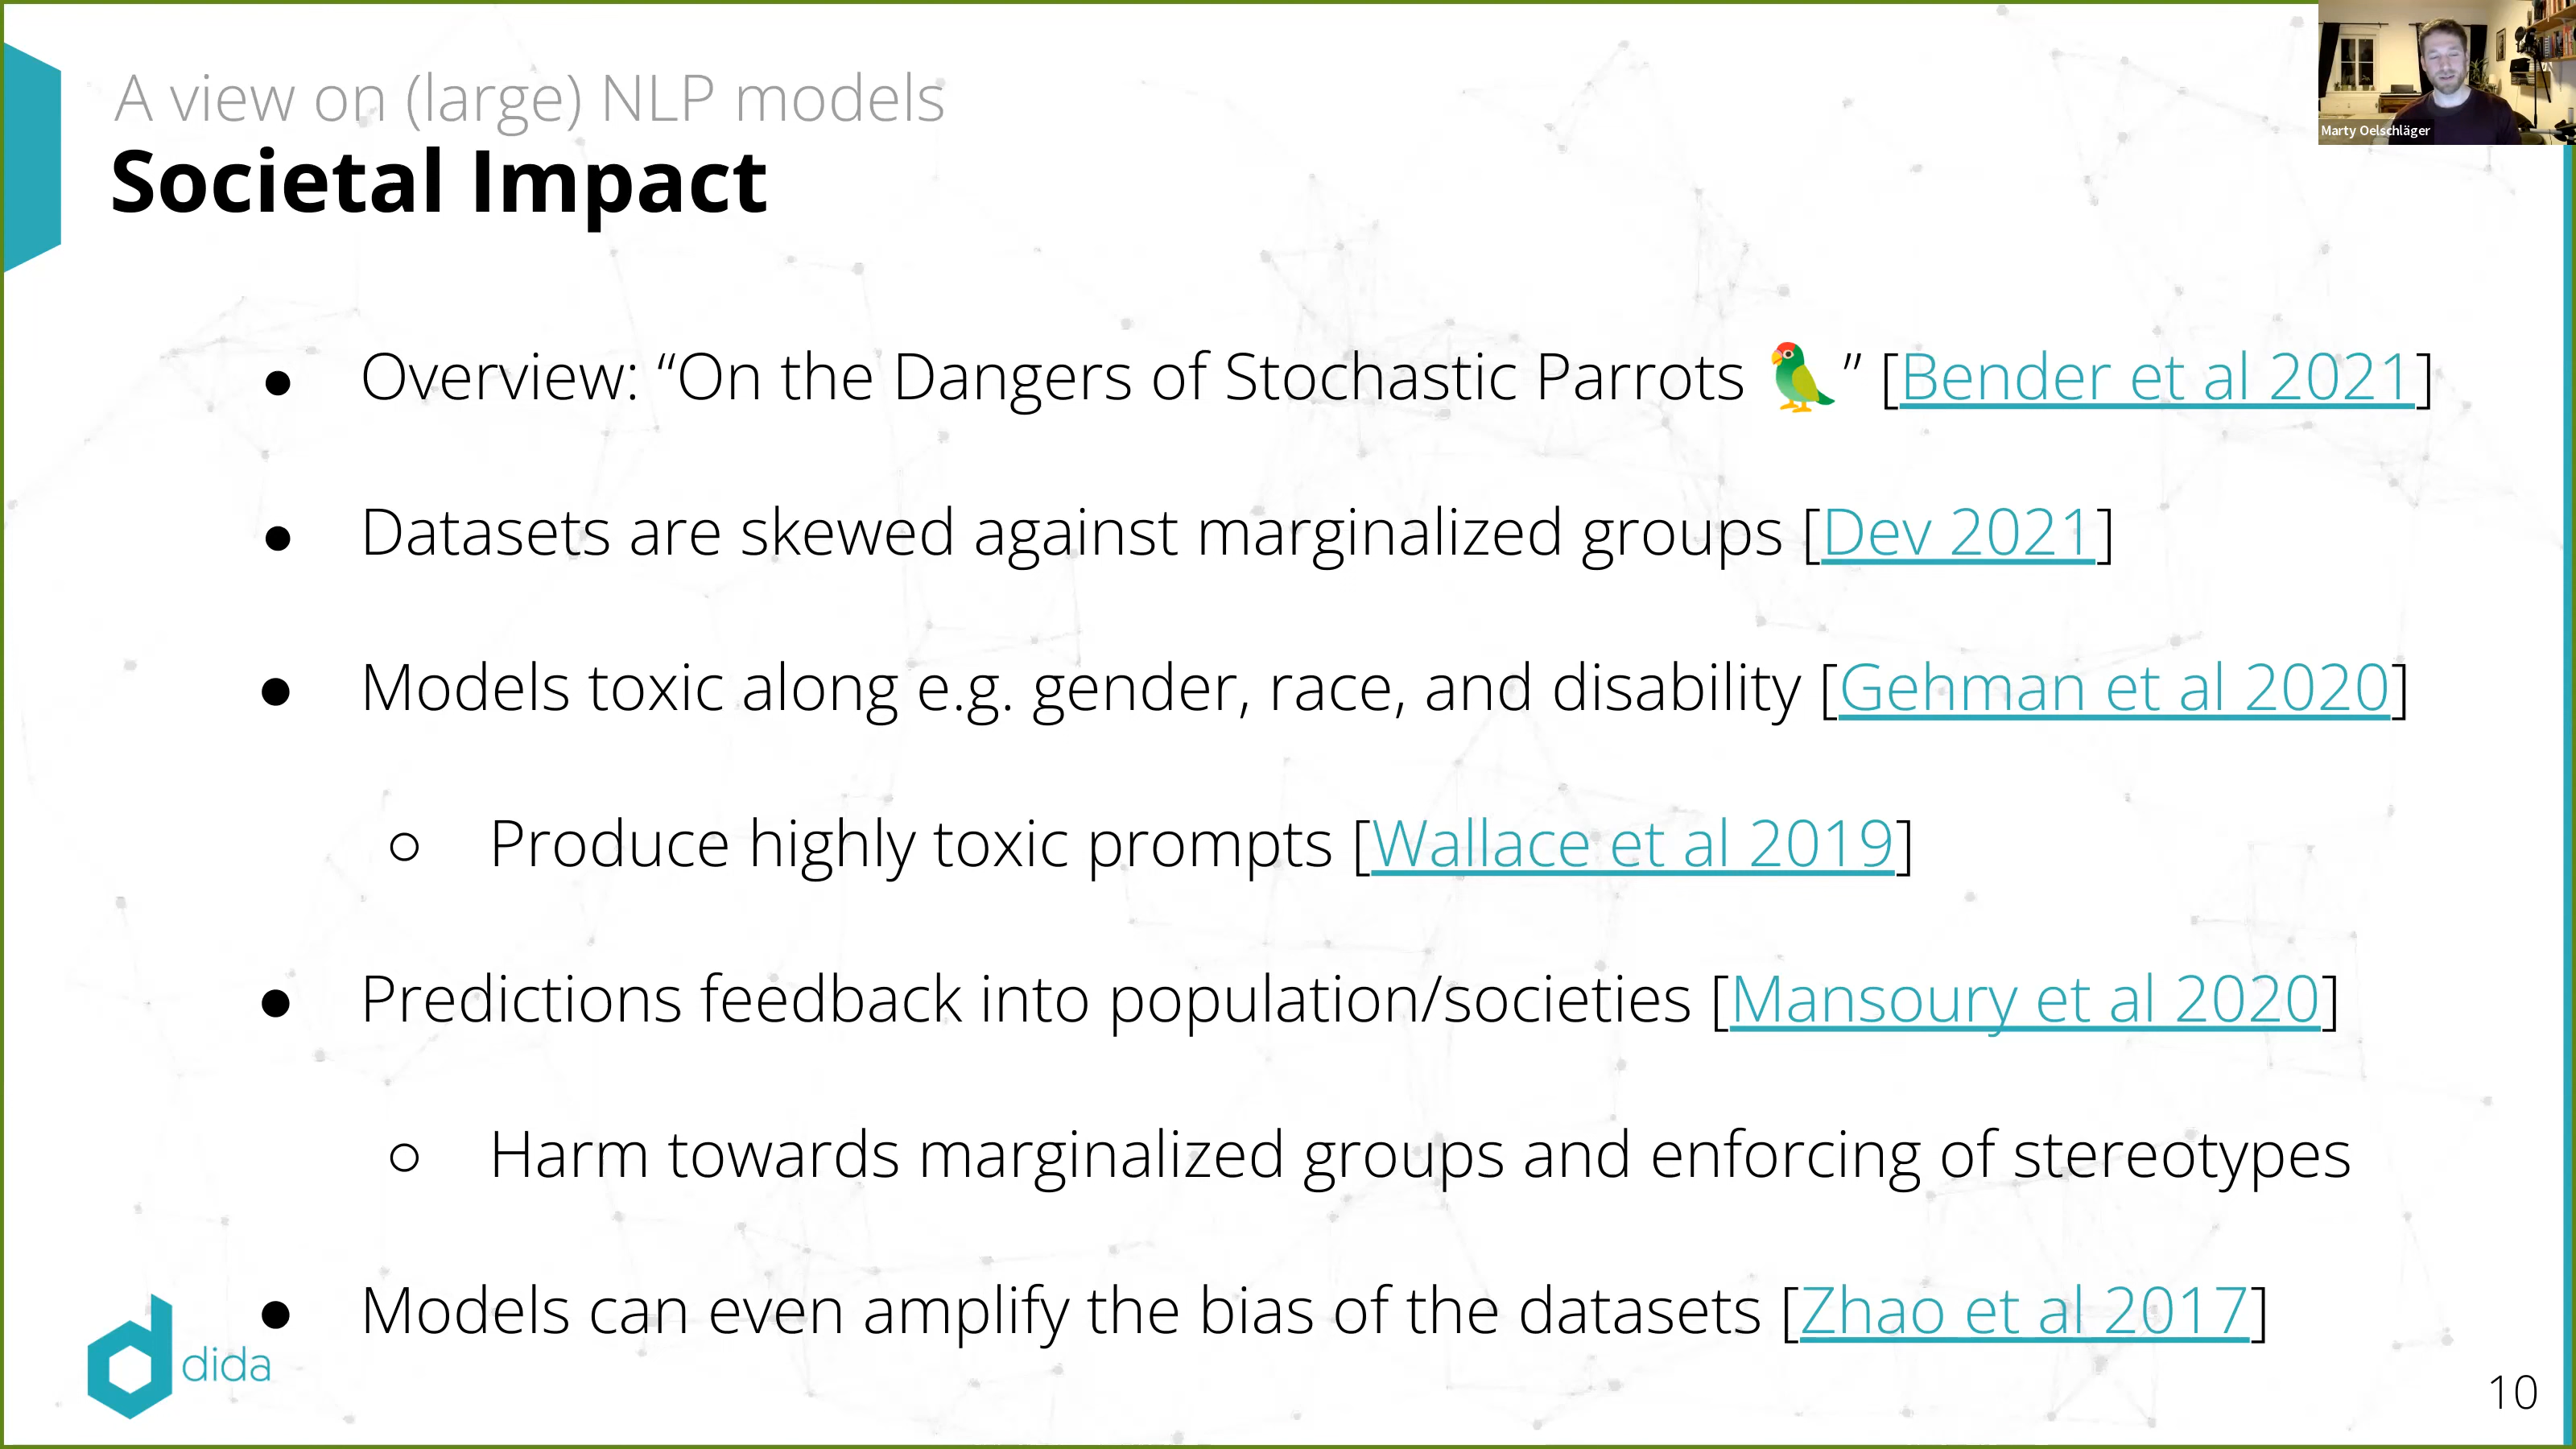 A view on (large) NLP models
Societal Impact
Marty Oelschläger
● Overview: “On the Dangers of Stochastic Parrots 🦜” [Bender et al 2021]
● Datasets are skewed against marginalized groups [Dev 2021]
● Models toxic along e.g. gender, race, and disability [Gehman et al 2020]
○ Produce highly toxic prompts [Wallace et al 2019]
● Predictions feedback into population/societies [Mansoury et al 2020]
○ Harm towards marginalized groups and enforcing of stereotypes
● Models can even amplify the bias of the datasets [Zhao et al 2017]
dida
10